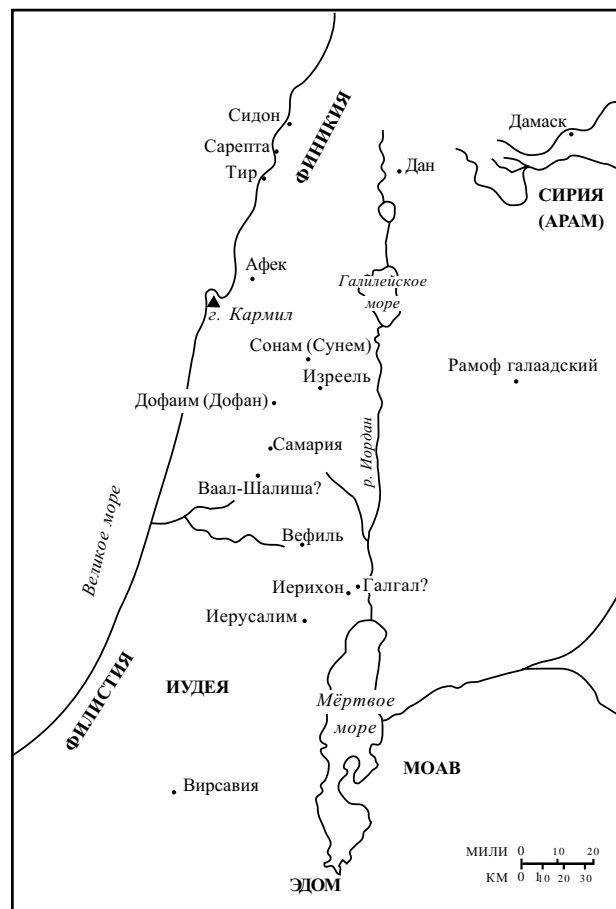 Сидон
Сарепта
Тир
ФИНИКИЯ
Дамаск
Дан
СИРИЯ
(АРАМ)
Афек
Галилейское
море
г. Кармил
Сонам (Сунем)
Изреель
Рамоф галаадский
Дофаим (Дофан)
Самария
р. Иордан
Ваал-Шалиша?
Великое море
Вефиль
Иерихон
Галгал?
Иерусалим
ФИЛИСТИЯ
ИУДЕЯ
Мёртвое
море
МОАВ
Вирсавия
ЭДОМ
МИЛИ 0 10 20
КМ 0 10 20 30